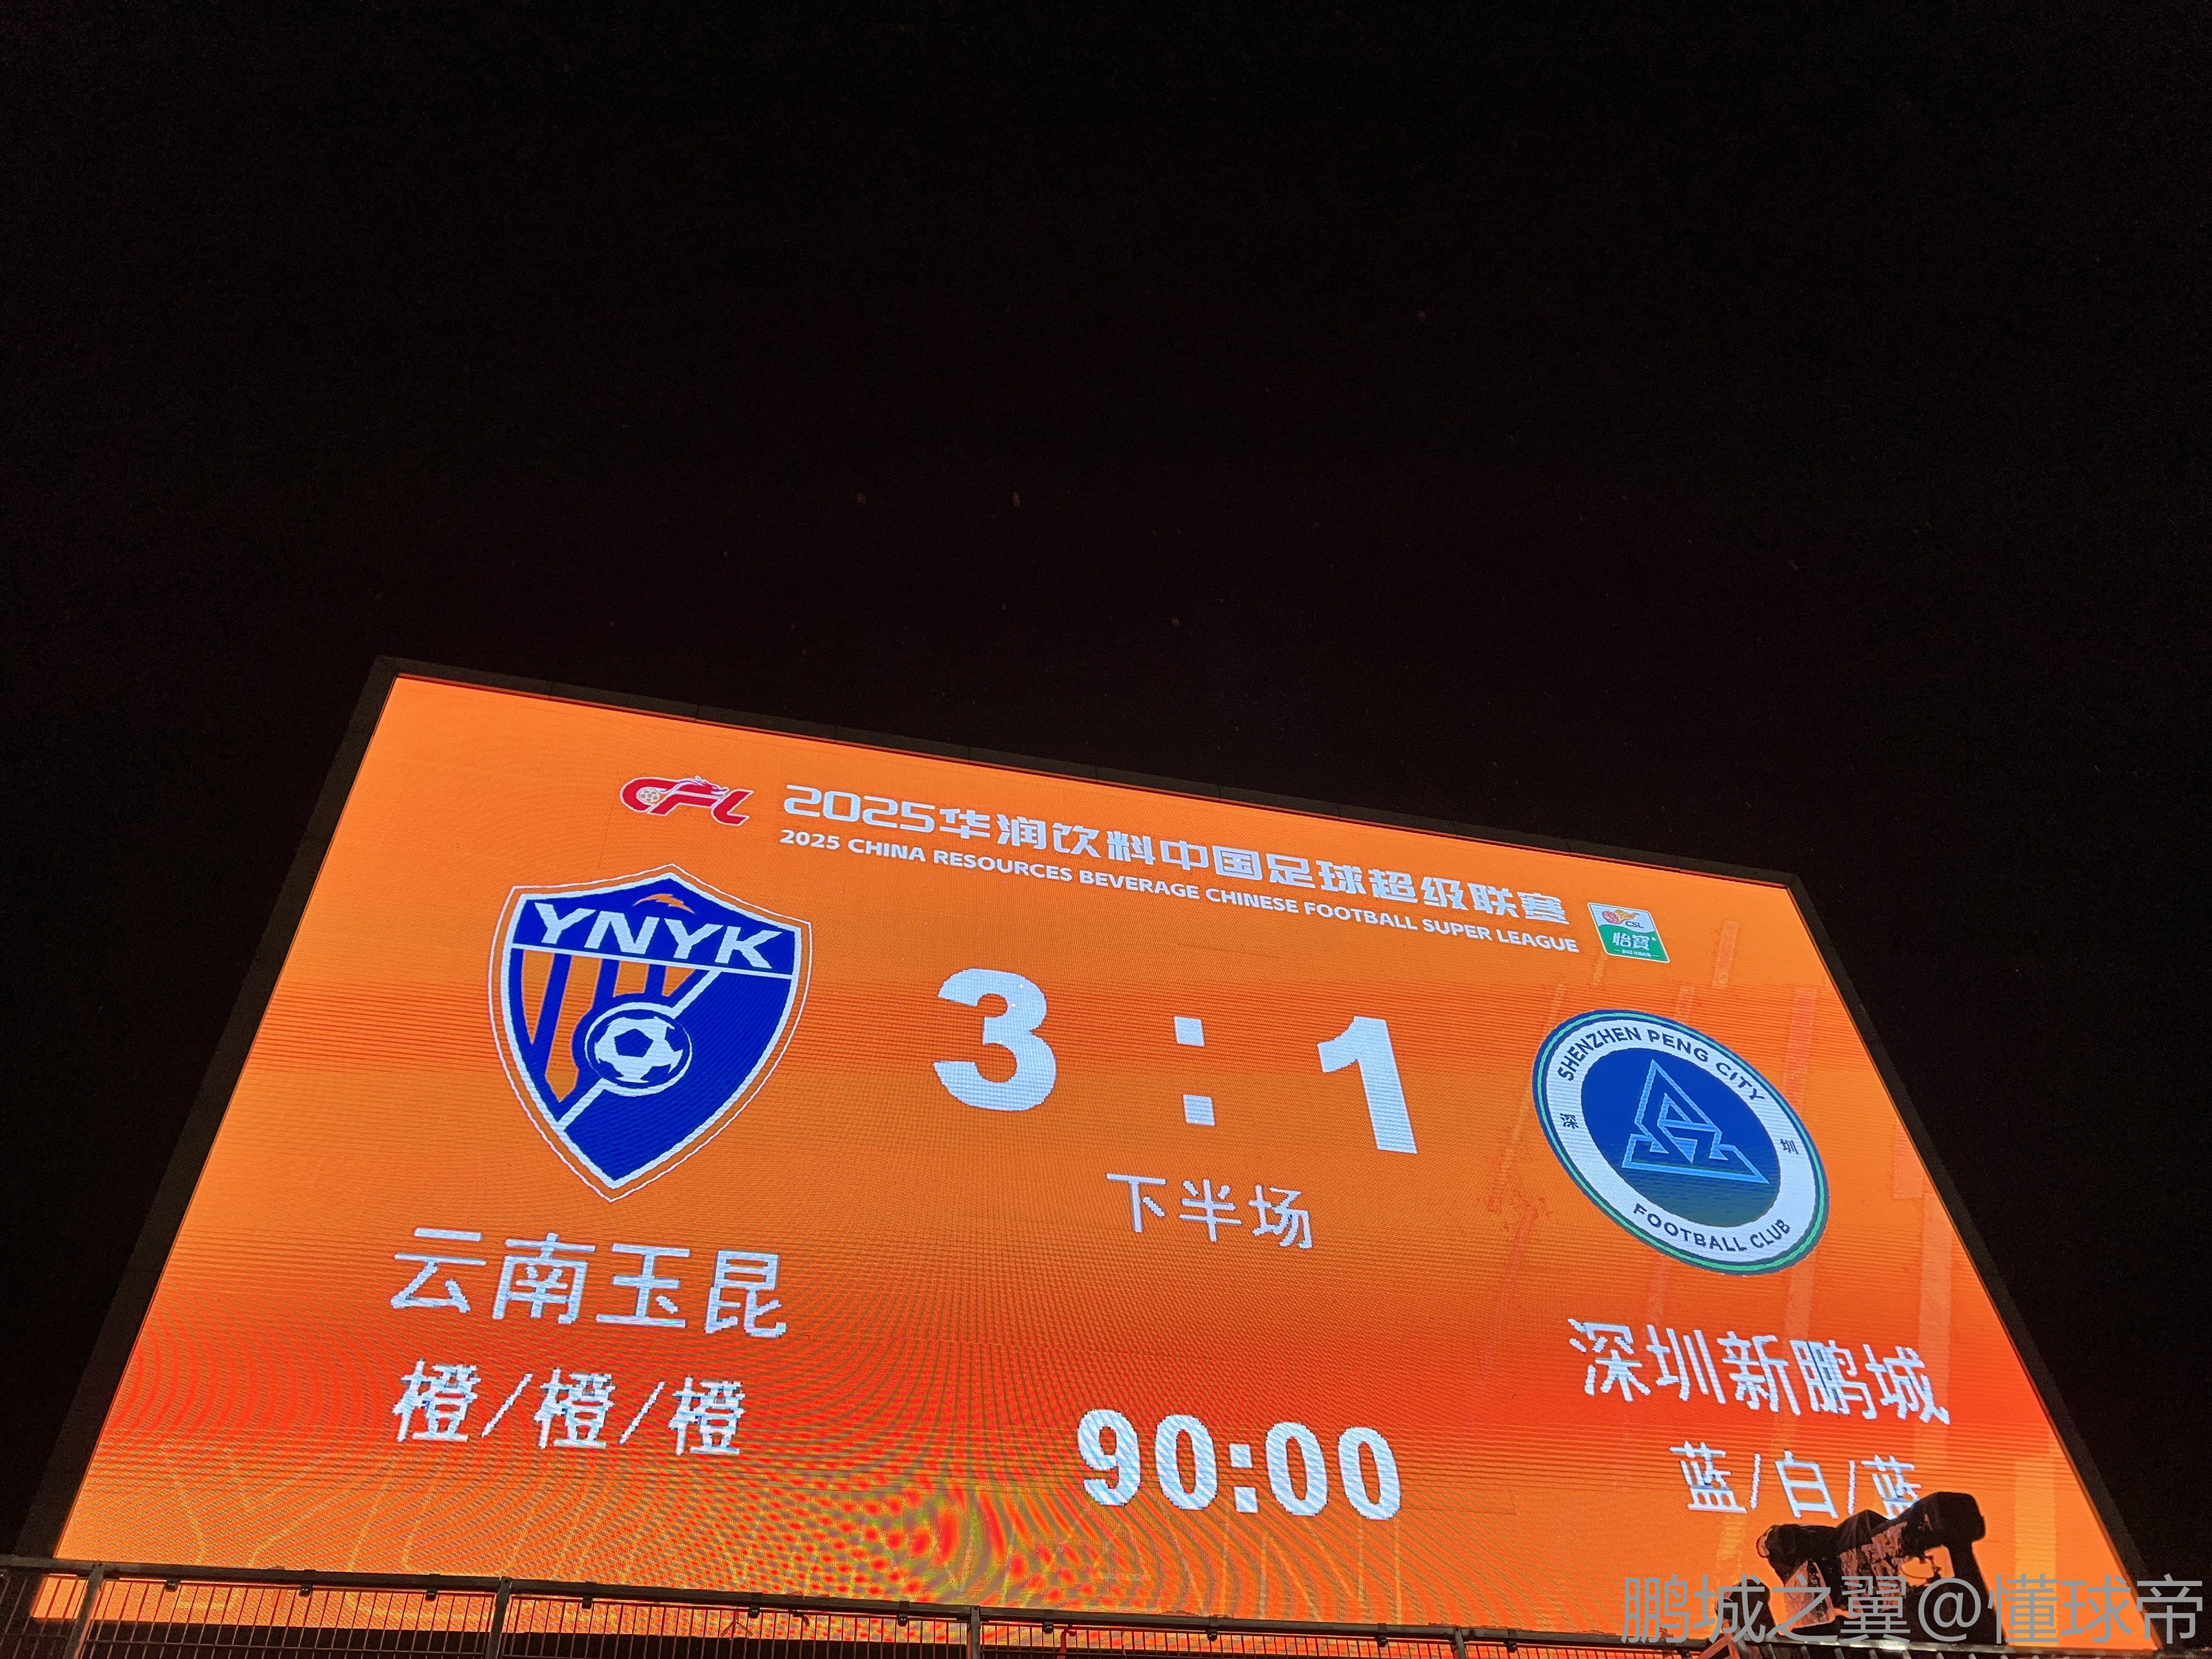 CFL
2025华润饮料中国足球超级联赛
2025 CHINA RESOURCES BEVERAGE CHINESE FOOTBALL SUPER LEAGUE
CSL
怡寶
YNYK
3 : 1
SHENZHEN PENG CITY
深 圳
FOOTBALL CLUB
下半场
云南玉昆
深圳新鹏城
橙/橙/橙
90:00
蓝/白/蓝
鹏城之翼@懂球帝